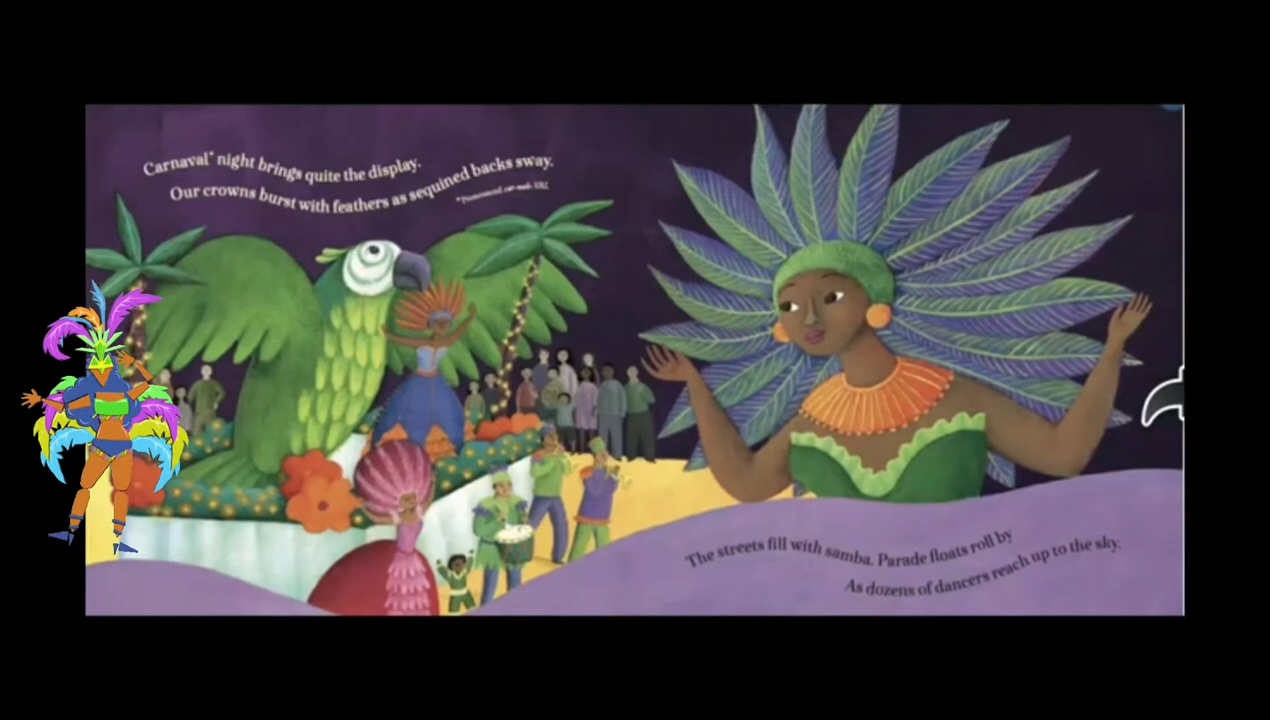 Carnaval* night brings quite the display.
Our crowns burst with feathers as sequined backs sway.
*Pronounced
The streets fill with samba. Parade floats roll by
As dozens of dancers reach up to the sky.